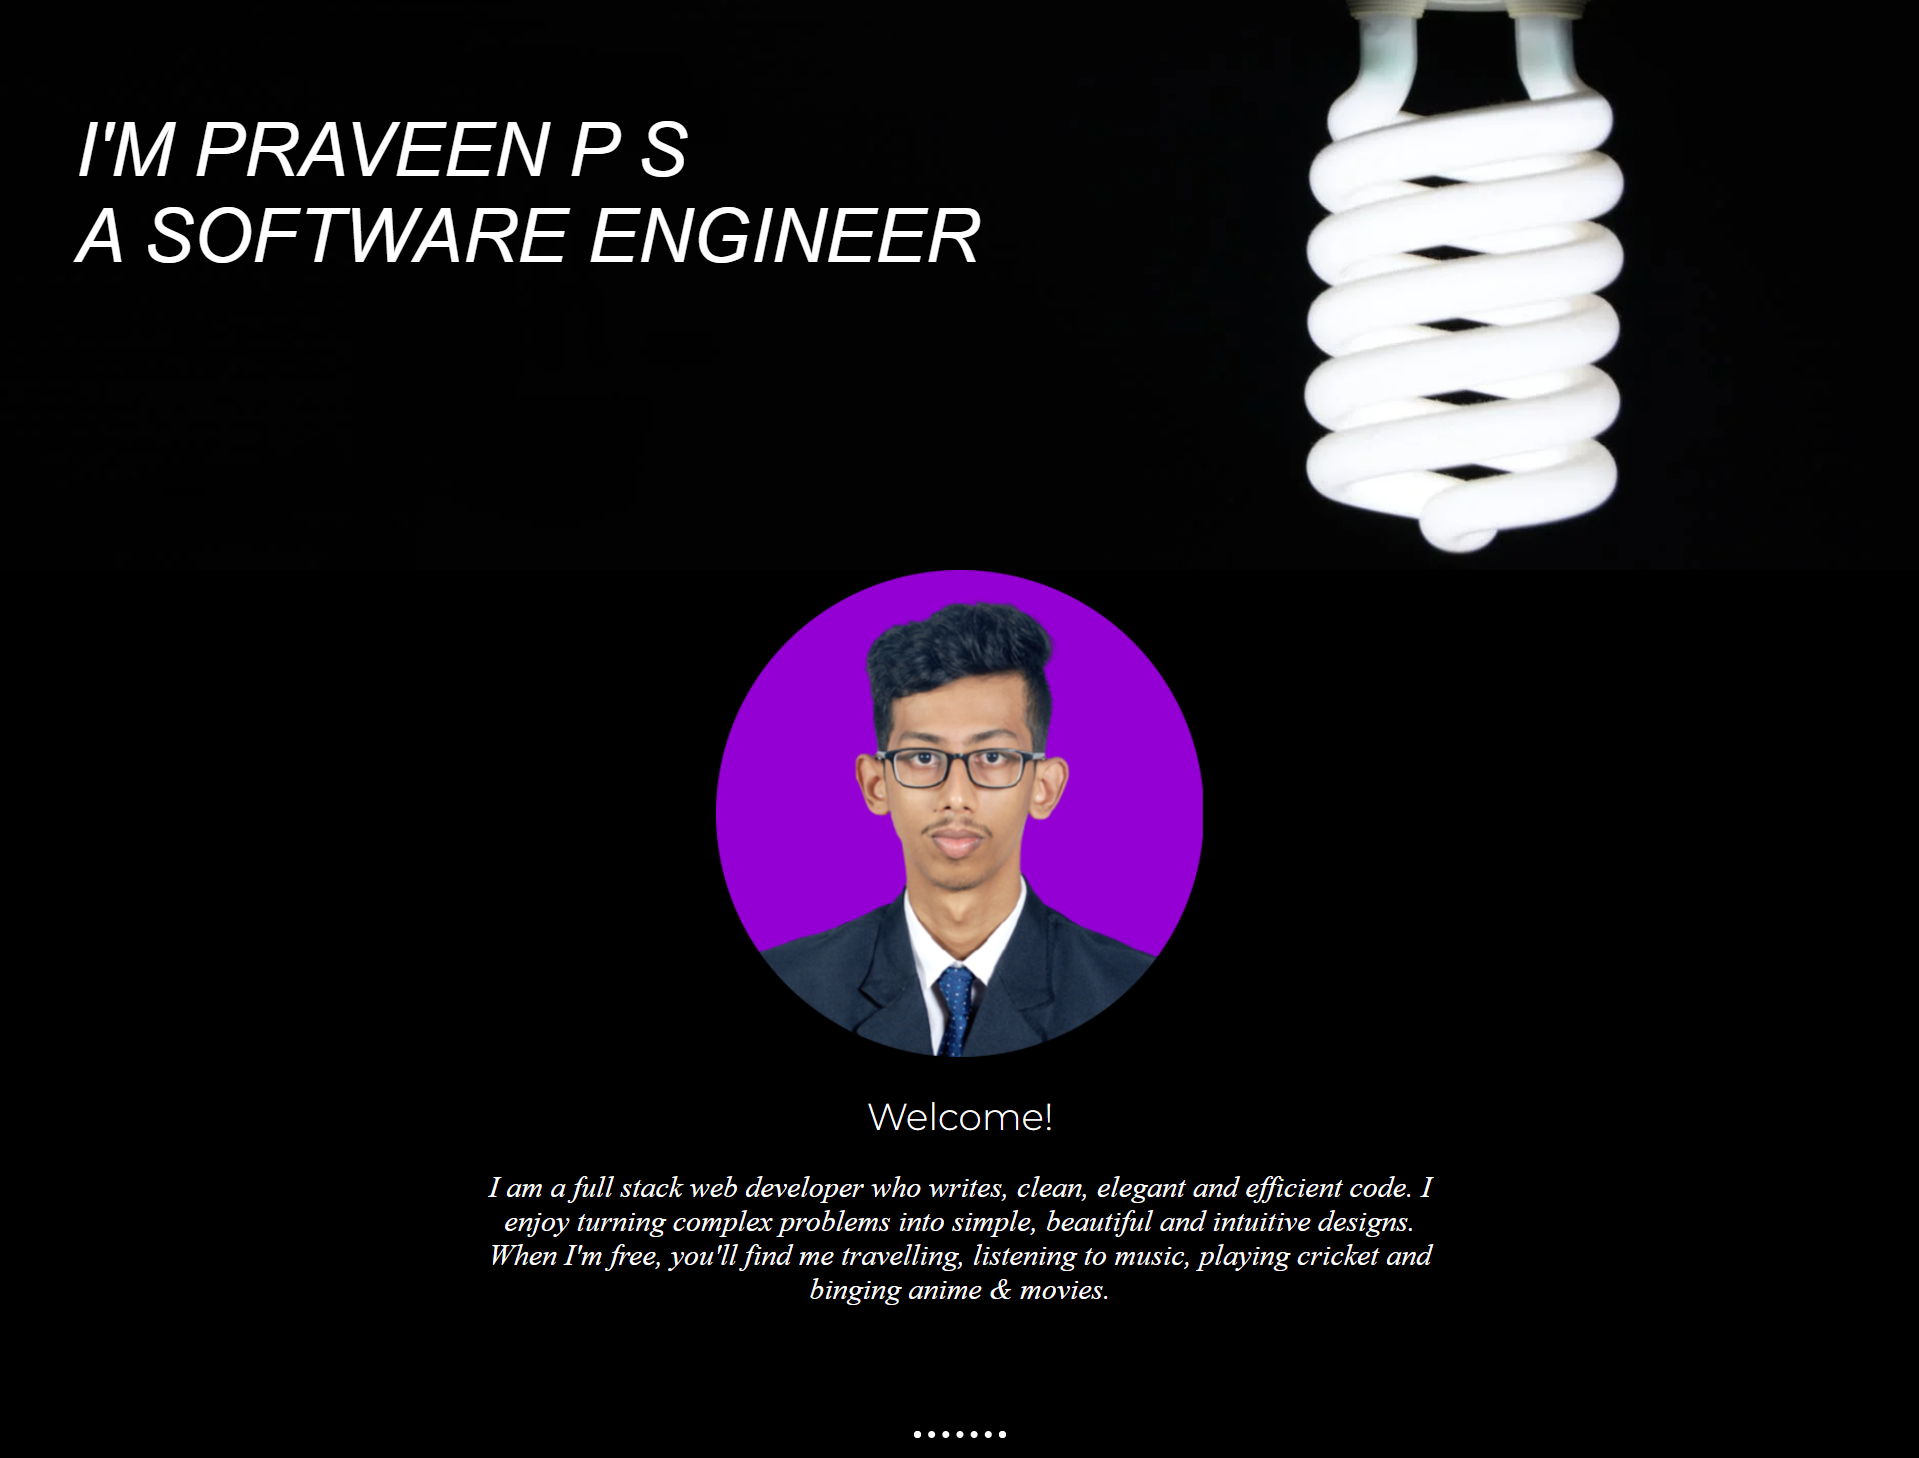 I'M PRAVEEN P S
A SOFTWARE ENGINEER
Welcome!
I am a full stack web developer who writes, clean, elegant and efficient code. I
enjoy turning complex problems into simple, beautiful and intuitive designs.
When I'm free, you'll find me travelling, listening to music, playing cricket and
binging anime & movies.